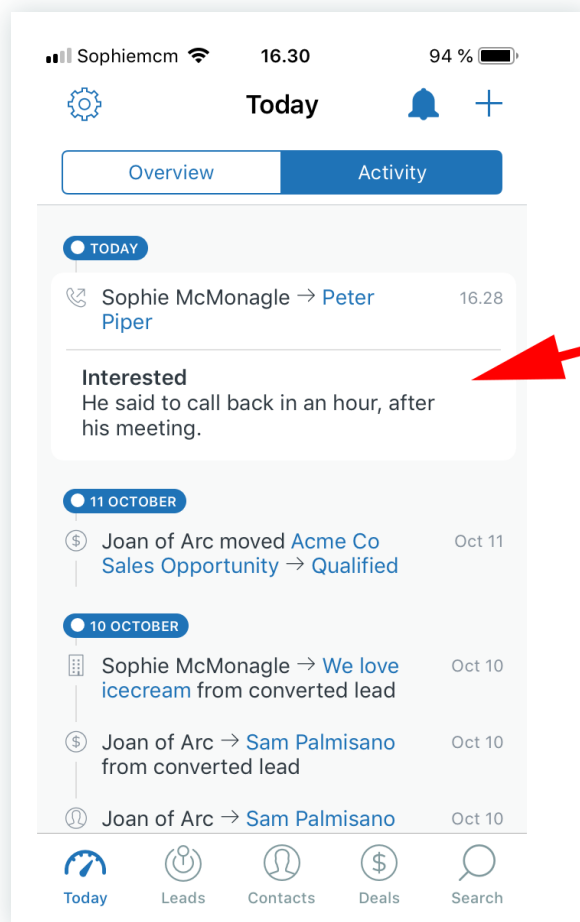 Sophiemcm 16.30 94 %
Today
Overview Activity
TODAY
Sophie McMonagle → Peter 16.28
Piper
Interested
He said to call back in an hour, after
his meeting.
11 OCTOBER
Joan of Arc moved Acme Co Oct 11
Sales Opportunity → Qualified
10 OCTOBER
Sophie McMonagle → We love Oct 10
icecream from converted lead
Joan of Arc → Sam Palmisano Oct 10
from converted lead
Joan of Arc → Sam Palmisano Oct 10
Today Leads Contacts Deals Search